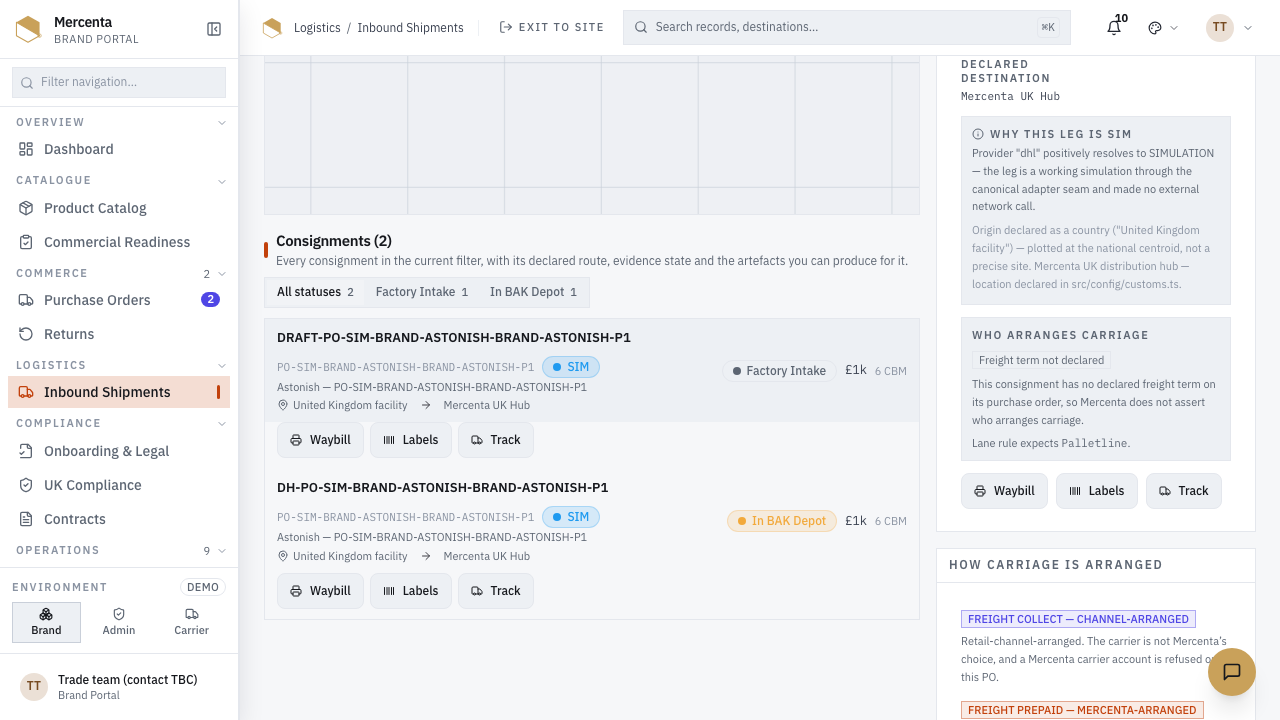 Mercenta
BRAND PORTAL
Filter navigation...
OVERVIEW
Dashboard
CATALOGUE
Product Catalog
Commercial Readiness
COMMERCE 2
Purchase Orders 2
Returns
LOGISTICS
Inbound Shipments
COMPLIANCE
Onboarding & Legal
UK Compliance
Contracts
OPERATIONS 9
ENVIRONMENT DEMO
Brand Admin Carrier
TT Trade team (contact TBC)
Brand Portal
Logistics / Inbound Shipments
EXIT TO SITE
Search records, destinations... ⌘K
10
TT
Consignments (2)
Every consignment in the current filter, with its declared route, evidence state and the artefacts you can produce for it.
All statuses 2 Factory Intake 1 In BAK Depot 1
DRAFT-PO-SIM-BRAND-ASTONISH-BRAND-ASTONISH-P1
PO-SIM-BRAND-ASTONISH-BRAND-ASTONISH-P1 SIM
Astonish — PO-SIM-BRAND-ASTONISH-BRAND-ASTONISH-P1
United Kingdom facility → Mercenta UK Hub
Factory Intake £1k 6 CBM
Waybill Labels Track
DH-PO-SIM-BRAND-ASTONISH-BRAND-ASTONISH-P1
PO-SIM-BRAND-ASTONISH-BRAND-ASTONISH-P1 SIM
Astonish — PO-SIM-BRAND-ASTONISH-BRAND-ASTONISH-P1
United Kingdom facility → Mercenta UK Hub
In BAK Depot £1k 6 CBM
Waybill Labels Track
DECLARED
DESTINATION
Mercenta UK Hub
WHY THIS LEG IS SIM
Provider "dhl" positively resolves to SIMULATION
— the leg is a working simulation through the
canonical adapter seam and made no external
network call.
Origin declared as a country ("United Kingdom
facility") — plotted at the national centroid, not a
precise site. Mercenta UK distribution hub —
location declared in src/config/customs.ts.
WHO ARRANGES CARRIAGE
Freight term not declared
This consignment has no declared freight term on
its purchase order, so Mercenta does not assert
who arranges carriage.
Lane rule expects Palletline.
Waybill Labels Track
HOW CARRIAGE IS ARRANGED
FREIGHT COLLECT — CHANNEL-ARRANGED
Retail-channel-arranged. The carrier is not Mercenta's
choice, and a Mercenta carrier account is refused
this PO.
FREIGHT PREPAID — MERCENTA-ARRANGED